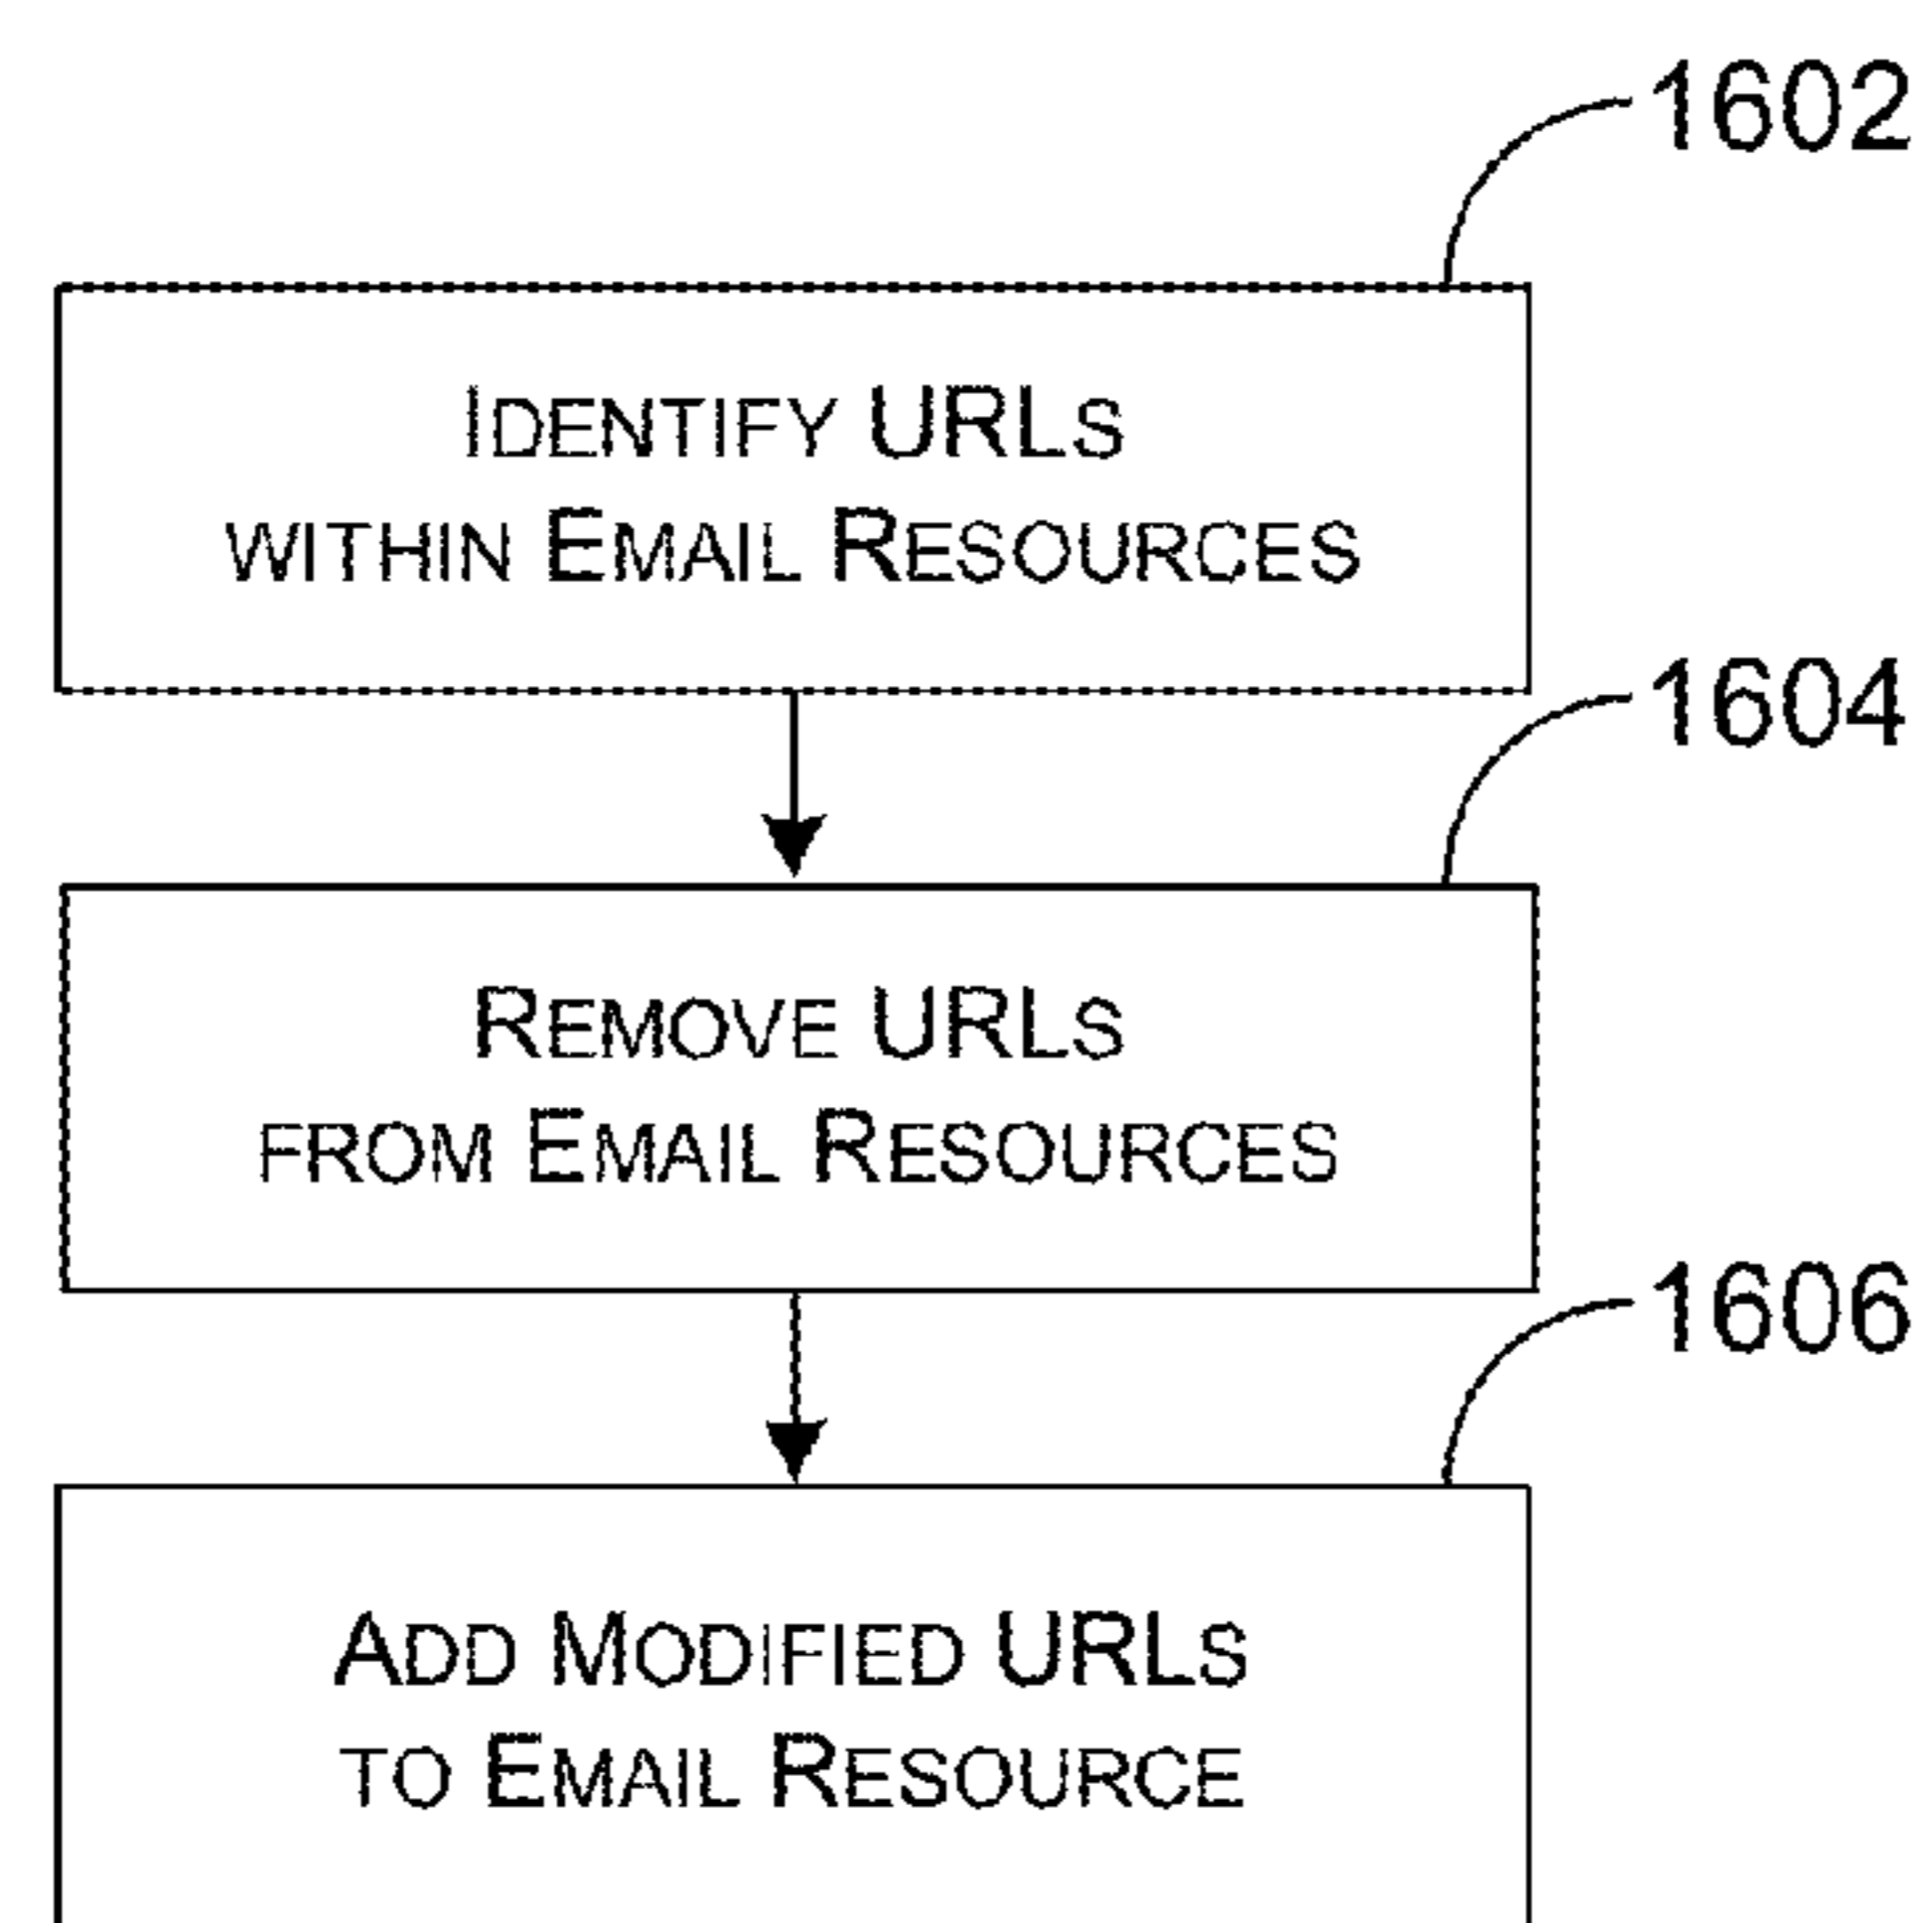 1602
IDENTIFY URLS
WITHIN EMAIL RESOURCES
1604
REMOVE URLS
FROM EMAIL RESOURCES
1606
ADD MODIFIED URLS
TO EMAIL RESOURCE